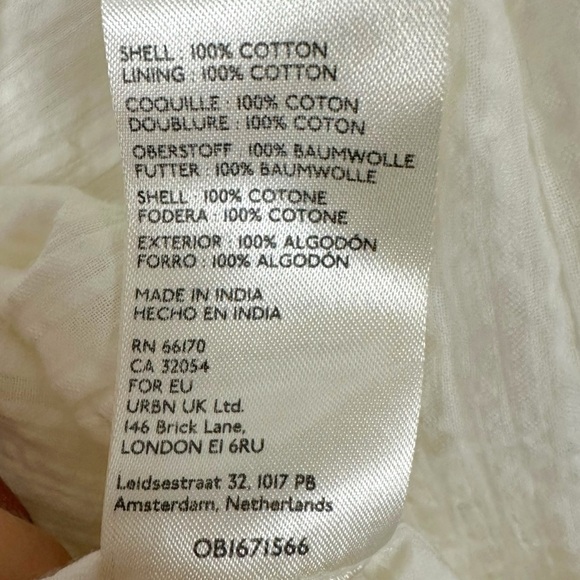 SHELL · 100% COTTON
LINING · 100% COTTON
COQUILLE · 100% COTON
DOUBLURE · 100% COTON
OBERSTOFF · 100% BAUMWOLLE
FUTTER · 100% BAUMWOLLE
SHELL · 100% COTONE
FODERA · 100% COTONE
EXTERIOR · 100% ALGODÓN
FORRO · 100% ALGODÓN
MADE IN INDIA
HECHO EN INDIA
RN 66170
CA 32054
FOR EU
URBN UK Ltd.
146 Brick Lane,
LONDON E1 6RU
Leidsestraat 32, 1017 PB
Amsterdam, Netherlands
OB1671566